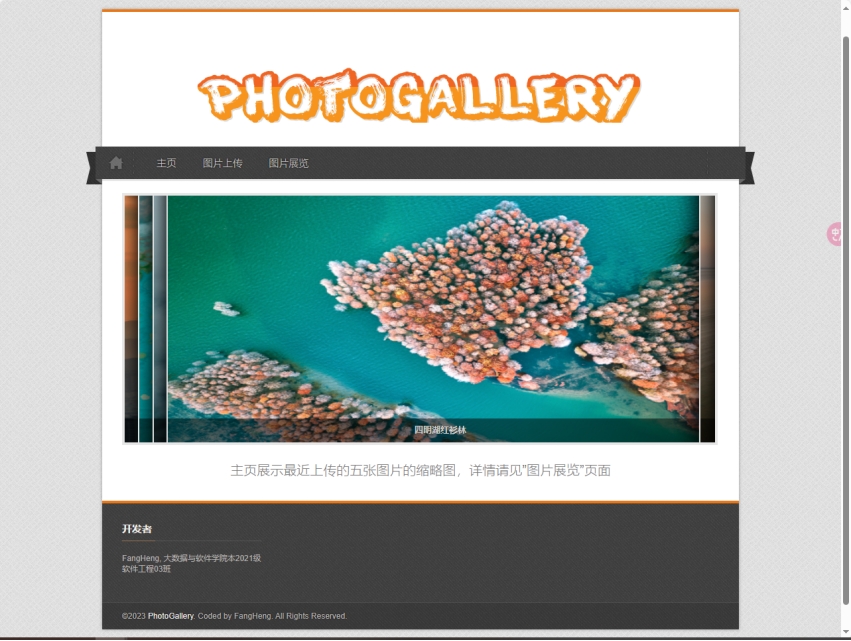 PHOTOGALLERY
主页 图片上传 图片展览
四明湖红杉林
主页展示最近上传的五张图片的缩略图，详情请见"图片展览"页面
开发者
FangHeng, 大数据与软件学院本2021级
软件工程03班
©2023 PhotoGallery. Coded by FangHeng. All Rights Reserved.